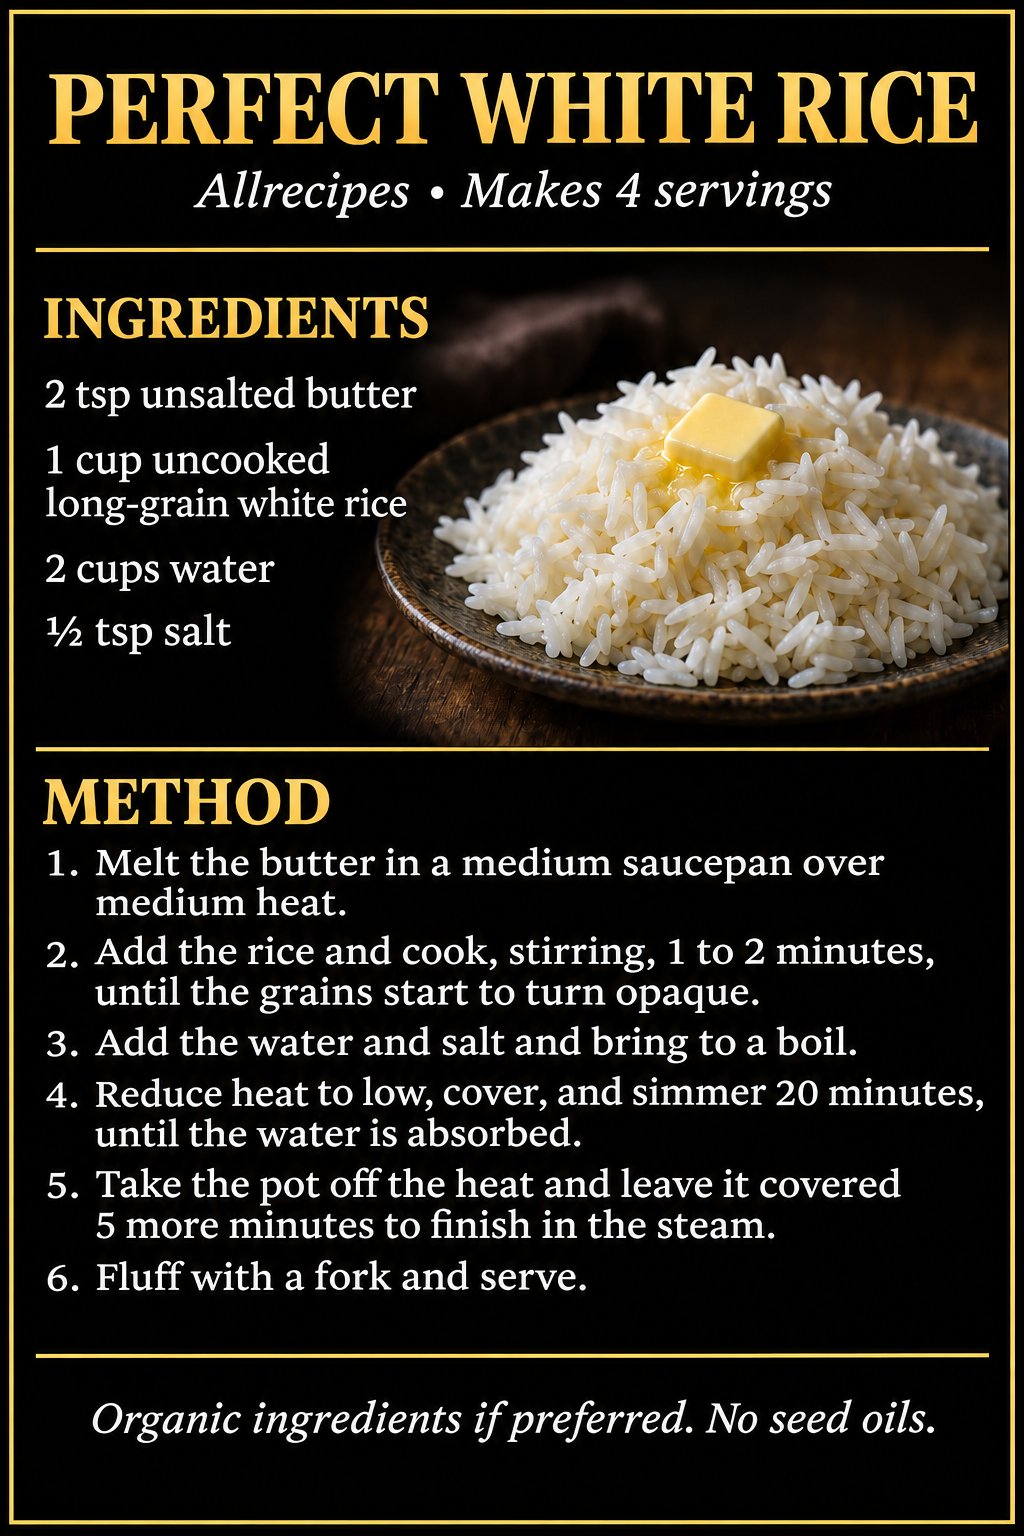 PERFECT WHITE RICE
Allrecipes • Makes 4 servings
INGREDIENTS
2 tsp unsalted butter
1 cup uncooked
long-grain white rice
2 cups water
½ tsp salt
METHOD
1. Melt the butter in a medium saucepan over
medium heat.
2. Add the rice and cook, stirring, 1 to 2 minutes,
until the grains start to turn opaque.
3. Add the water and salt and bring to a boil.
4. Reduce heat to low, cover, and simmer 20 minutes,
until the water is absorbed.
5. Take the pot off the heat and leave it covered
5 more minutes to finish in the steam.
6. Fluff with a fork and serve.
Organic ingredients if preferred. No seed oils.